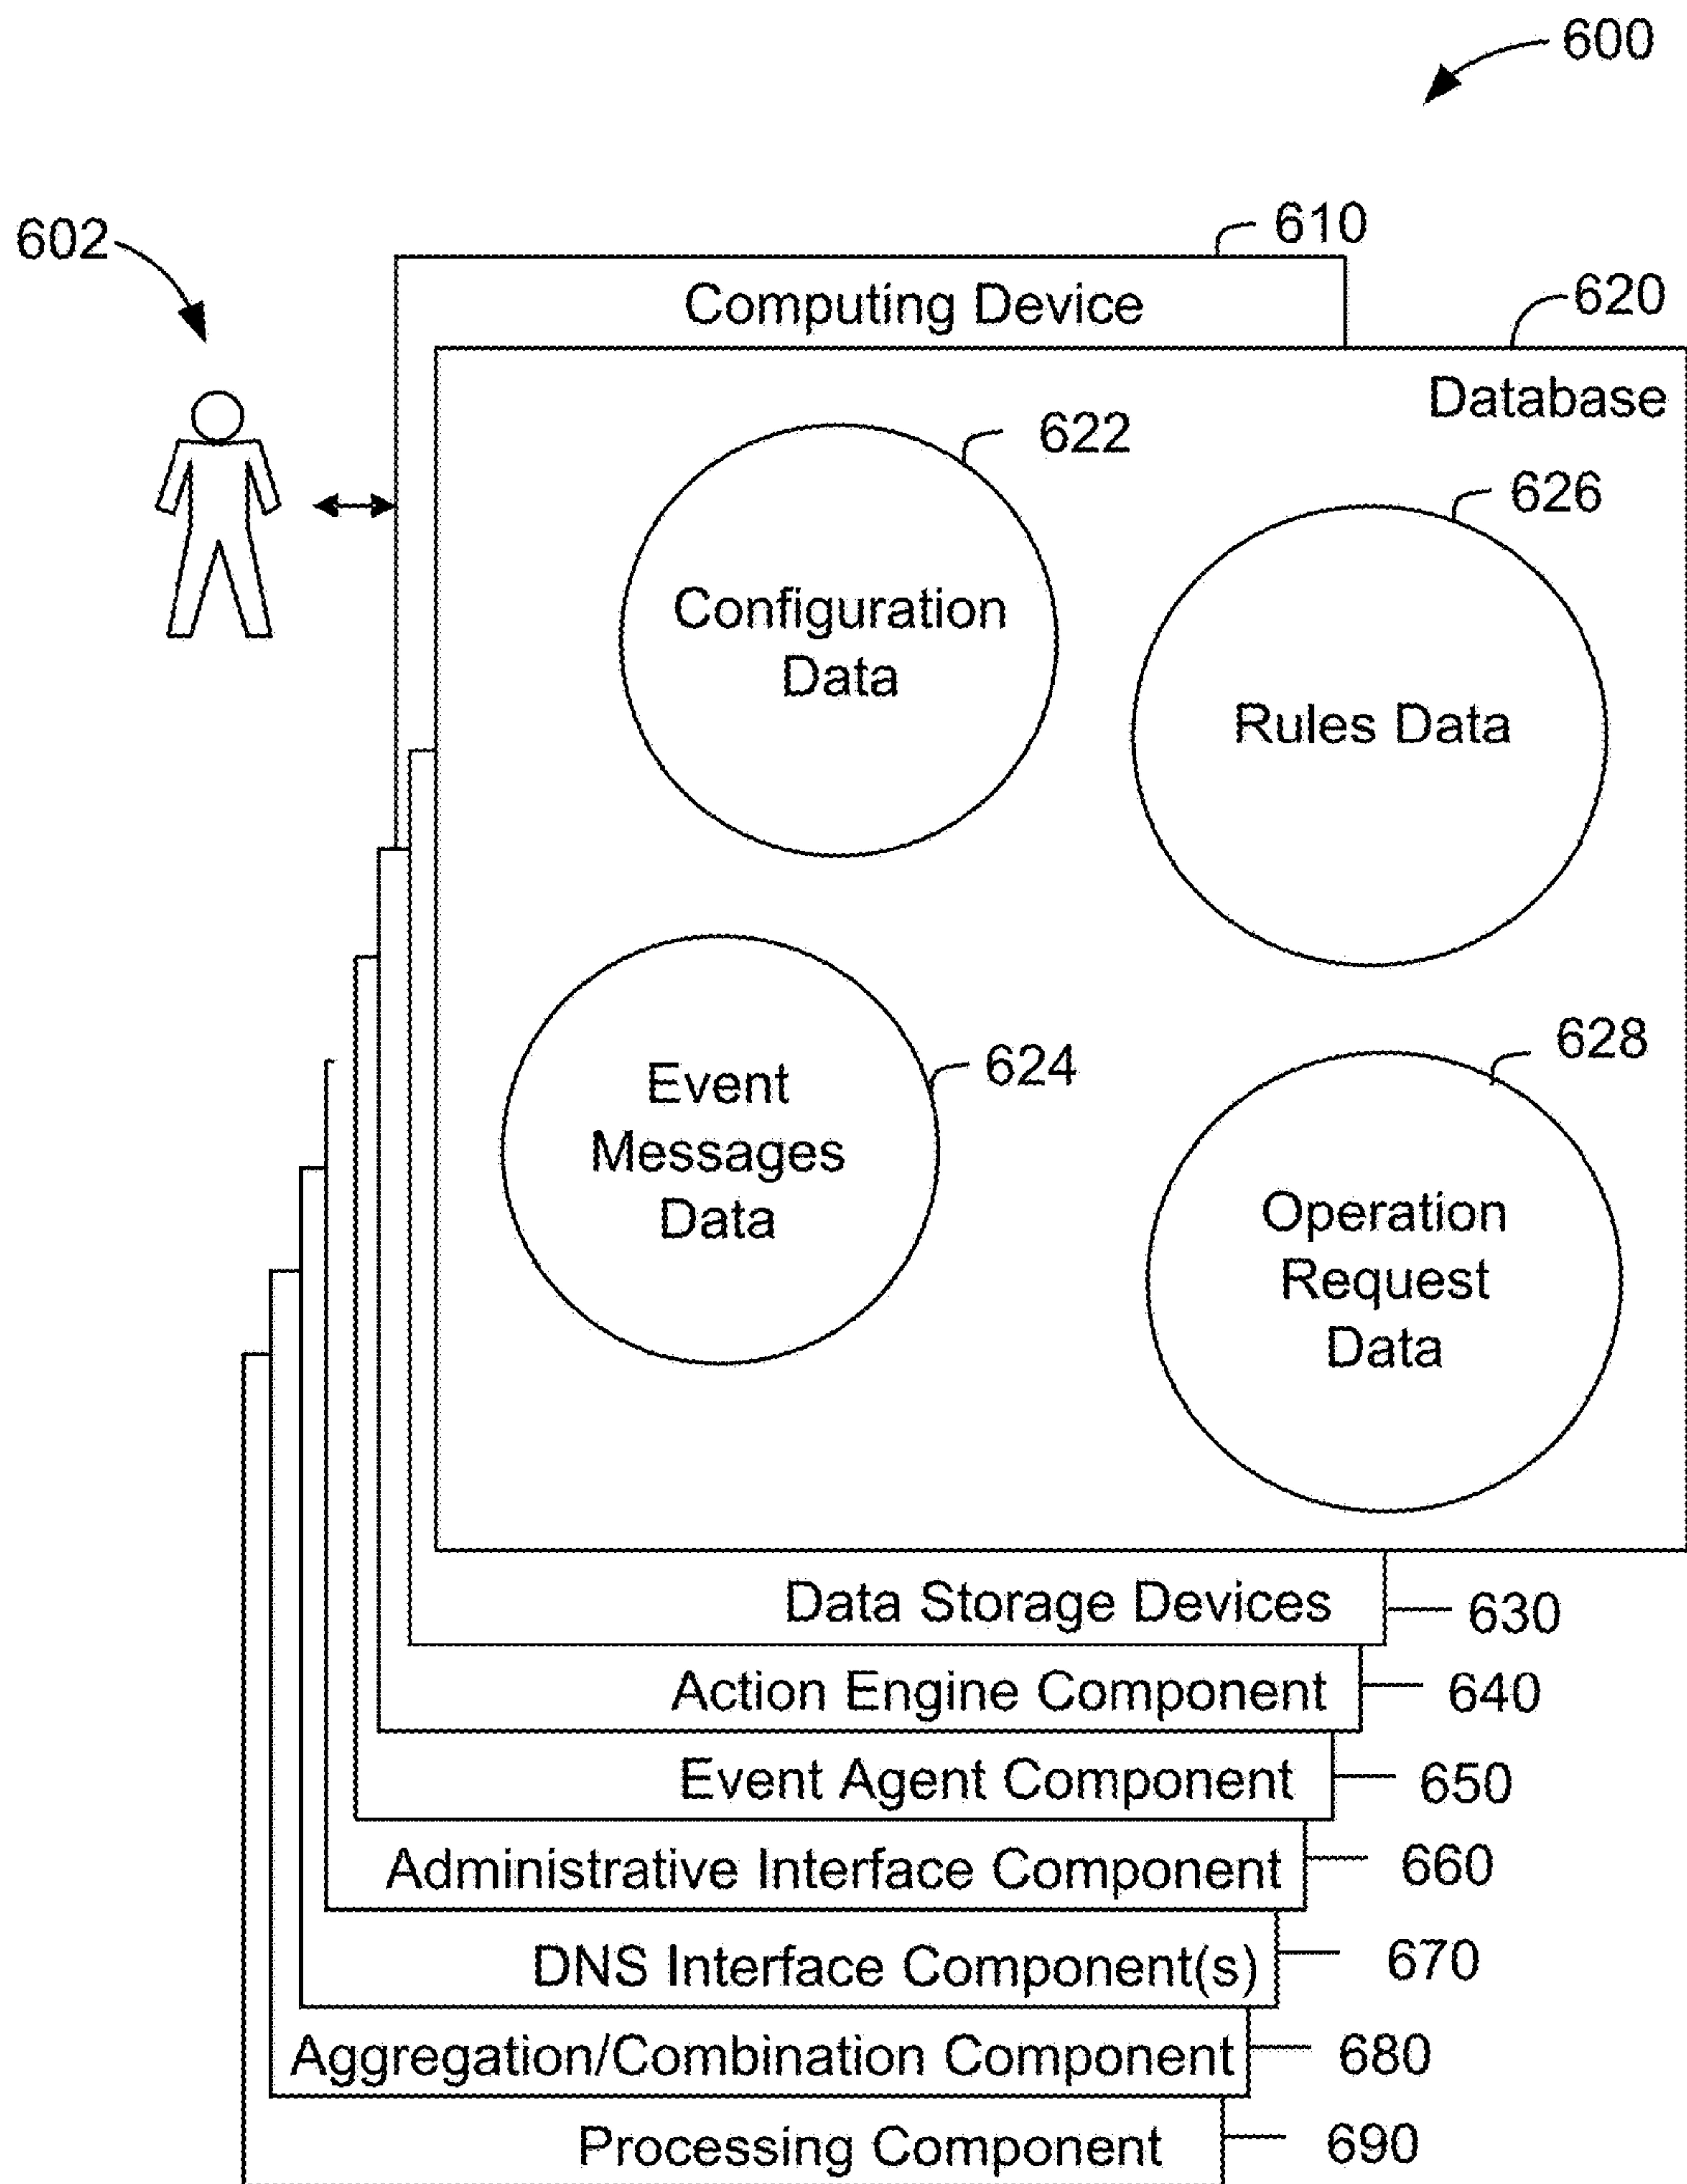 600
602
610
Computing Device
620
Database
622
626
Configuration
Data
Rules Data
624
628
Event
Messages
Data
Operation
Request
Data
Data Storage Devices
630
Action Engine Component
640
Event Agent Component
650
Administrative Interface Component
660
DNS Interface Component(s)
670
Aggregation/Combination Component
680
Processing Component
690